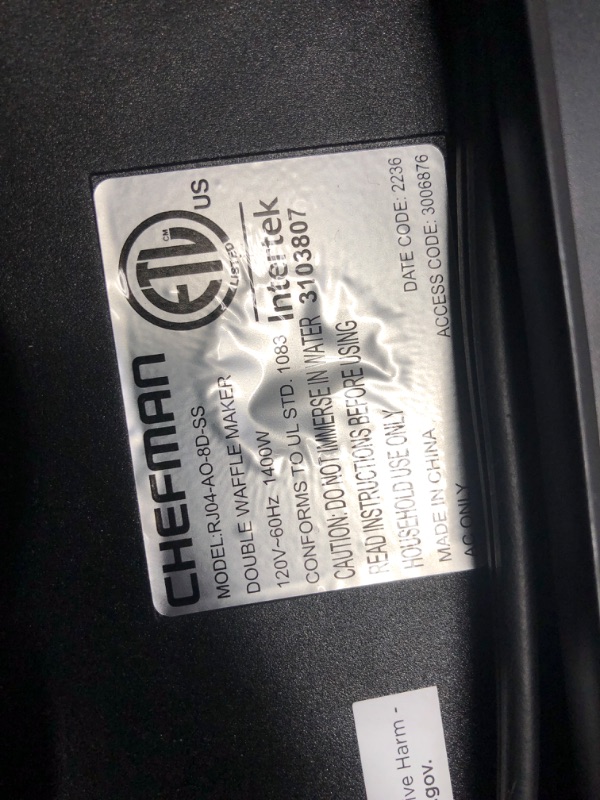 CHEFMAN
MODEL:RJ04-AO-8D-SS
DOUBLE WAFFLE MAKER
120V~60Hz 1400W
CONFORMS TO UL STD. 1083
CAUTION: DO NOT IMMERSE IN WATER
READ INSTRUCTIONS BEFORE USING
HOUSEHOLD USE ONLY
MADE IN CHINA
AC ONLY
ETL CM
LISTED
US
Intertek
3103807
DATE CODE: 2236
ACCESS CODE: 3006876
ive Harm -
gov.